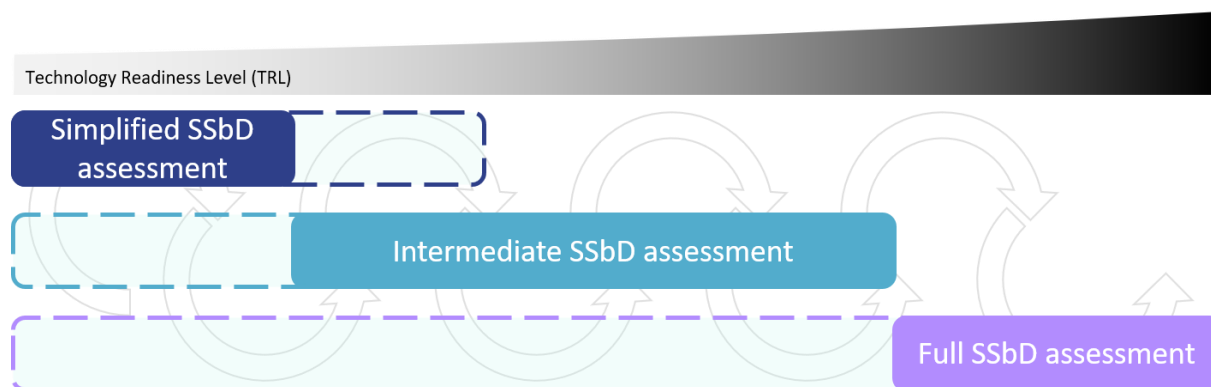 Technology Readiness Level (TRL)
Simplified SSbD
assessment
Intermediate SSbD assessment
Full SSbD assessment